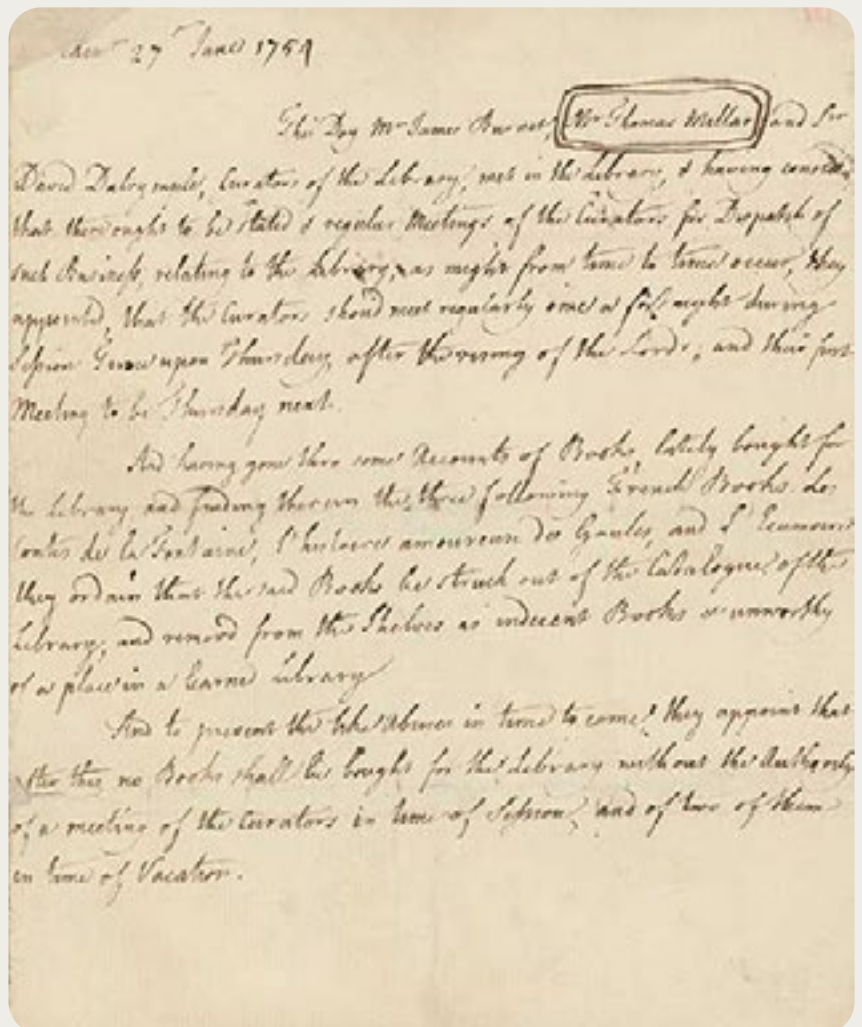 27 June 1754
This Day Mr James Burnet Mr Thomas Millar and Sir
David Dalrymple, Curators of the Library, met in the Library, & having
that there ought to be stated & regular Meetings of the Curators for Dispatch of
such Business, relating to the Library, as might from time to time occur, they
appointed, that the Curators should meet regularly once a fortnight during
Session time upon Thursday after the rising of the Lords, and their first
Meeting to be Thursday next.
And having gone thro some Accounts of Books, lately bought for
the Library and finding therein the three following French Books. Les
Contes de la Fontaine, l'histoire amoureuse des Gaules, and L'Ecumoire
they ordain that the said Books be struck out of the Catalogue of the
Library, and removd from the Shelves as indecent Books & unworthy
of a place in a learned Library
And to prevent the like Abuses in time to come, they appoint that
after this no Books shall be bought for the Library without the Authority
of a meeting of the Curators in time of Session, and of two of them
in time of Vacation.